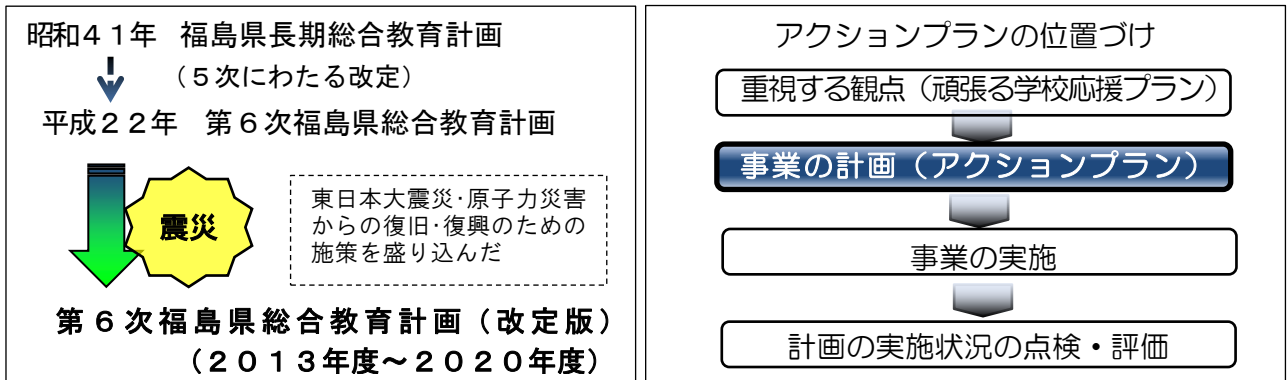 昭和４１年 福島県長期総合教育計画
（５次にわたる改定）
平成２２年 第６次福島県総合教育計画
震災
東日本大震災･原子力災害
からの復旧･復興のための
施策を盛り込んだ
第６次福島県総合教育計画（改定版）
（２０１３年度～２０２０年度）
アクションプランの位置づけ
重視する観点（頑張る学校応援プラン）
事業の計画（アクションプラン）
事業の実施
計画の実施状況の点検・評価